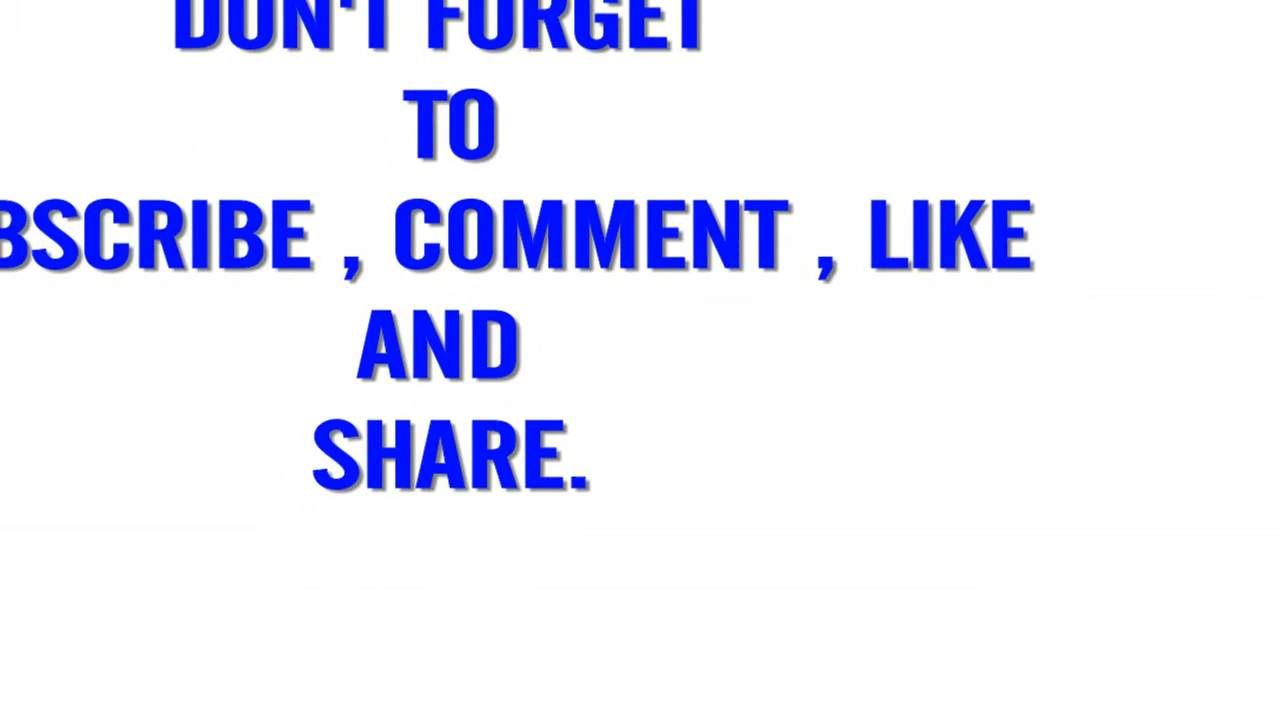 DON'T FORGET
TO
BSCRIBE , COMMENT , LIKE
AND
SHARE.